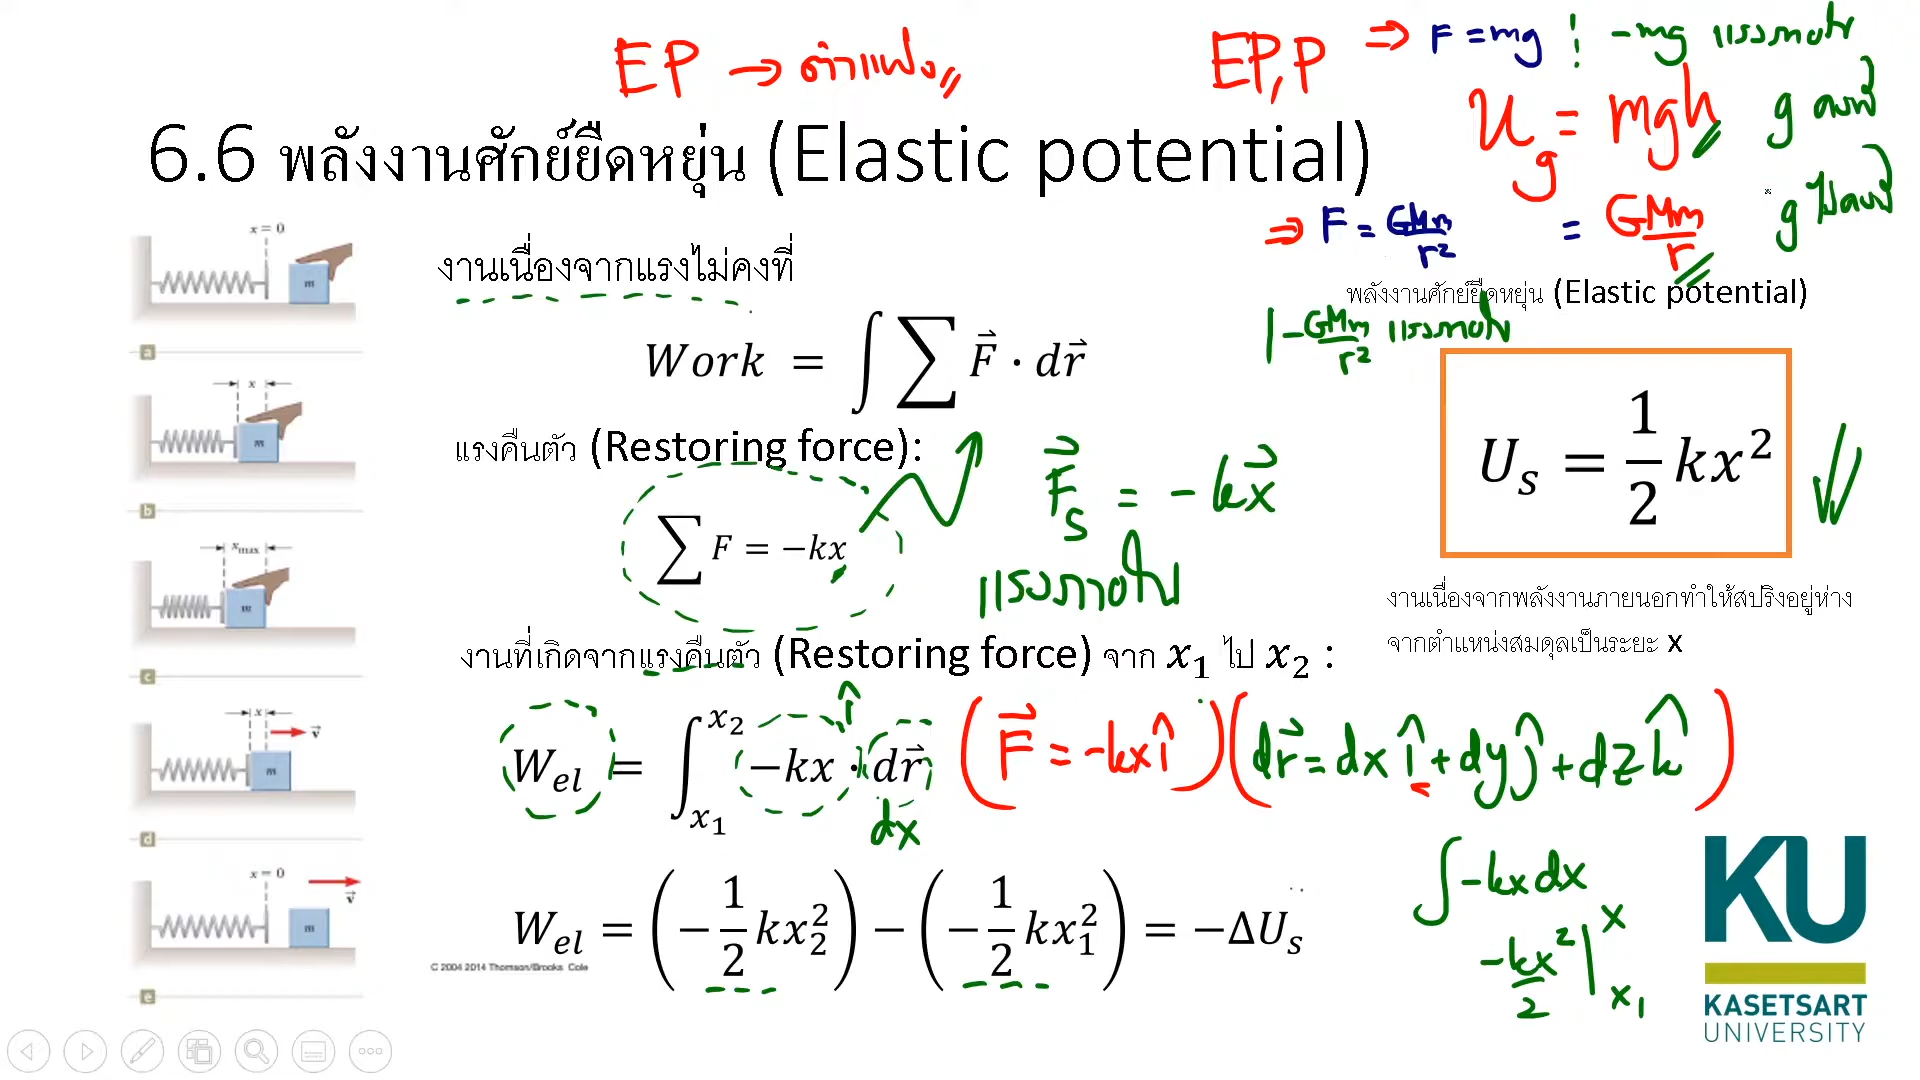 EP → ตำแหน่ง
EP,P ⇒ F = mg ! -mg แรงภายใน
U_g = mgh g คงที่
6.6 พลังงานศักย์ยืดหยุ่น (Elastic potential)
⇒ F = GMm/r² = GMm/r g ไม่คงที่
| -GMm/r² แรงภายใน
งานเนื่องจากแรงไม่คงที่
Work = ∫ ∑ F⃗ · dr⃗
แรงคืนตัว (Restoring force):
∑ F = −kx
F⃗_s = -kx⃗
แรงภายใน
งานที่เกิดจากแรงคืนตัว (Restoring force) จาก x₁ ไป x₂ :
W_el = ∫_{x₁}^{x₂} −kx î · dr⃗
dx
(F⃗ = -kx î)(dr⃗ = dx î + dy ĵ + dz k̂)
W_el = (−1/2 kx₂²) − (−1/2 kx₁²) = −ΔU_s
พลังงานศักย์ยืดหยุ่น (Elastic potential)
U_s = 1/2 kx²
งานเนื่องจากพลังงานภายนอกทำให้สปริงอยู่ห่าง
จากตำแหน่งสมดุลเป็นระยะ x
∫ -kx dx
-kx²/2 |_{x₁}^{x}
x = 0
m
a
x
m
b
x_max
m
c
x
v⃗
m
d
x = 0
v⃗
m
e
© 2004 2014 Thomson/Brooks Cole
KU
KASETSART
UNIVERSITY